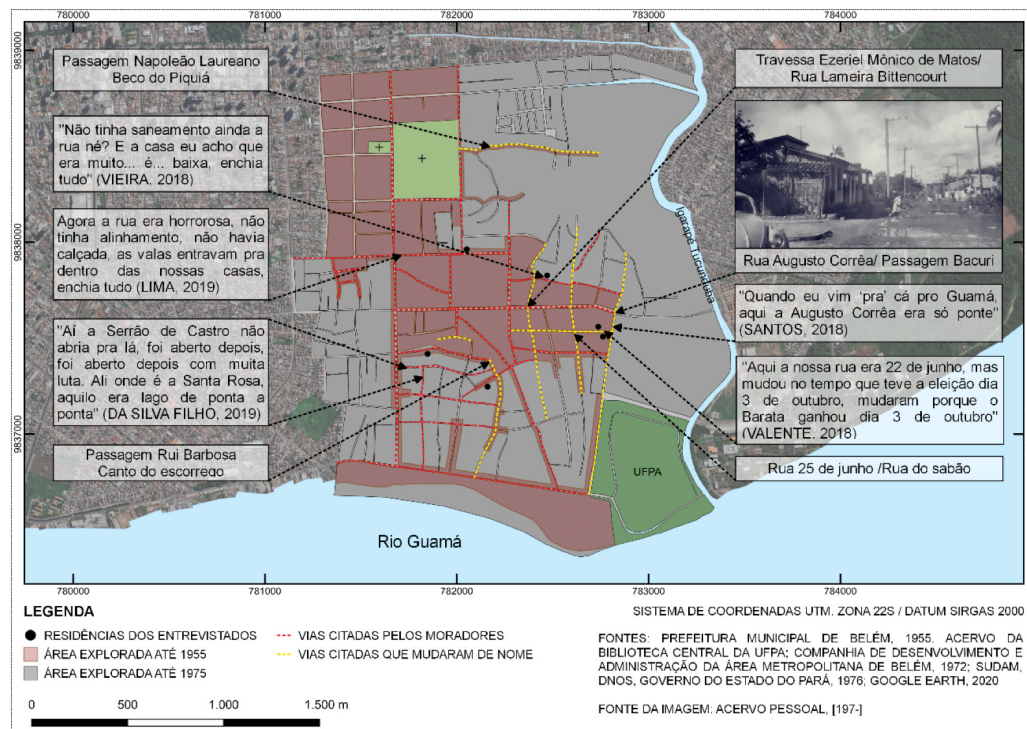 780000
781000
782000
783000
784000
9839000
9838000
9837000
Passagem Napoleão Laureano
Beco do Piquiá
"Não tinha saneamento ainda a
rua né? E a casa eu acho que
era muito... é... baixa, enchia
tudo" (VIEIRA, 2018)
Agora a rua era horrorosa, não
tinha alinhamento, não havia
calçada, as valas entravam pra
dentro das nossas casas,
enchia tudo (LIMA, 2019)
"Aí a Serrão de Castro não
abria pra lá, foi aberto depois,
foi aberto depois com muita
luta. Ali onde é a Santa Rosa,
aquilo era lago de ponta a
ponta" (DA SILVA FILHO, 2019)
Passagem Rui Barbosa
Canto do escorrego
Travessa Ezeriel Mônico de Matos/
Rua Lameira Bittencourt
Rua Augusto Corrêa/ Passagem Bacuri
"Quando eu vim 'pra' cá pro Guamá,
aqui a Augusto Corrêa era só ponte"
(SANTOS, 2018)
"Aqui a nossa rua era 22 de junho, mas
mudou no tempo que teve a eleição dia
3 de outubro, mudaram porque o
Barata ganhou dia 3 de outubro"
(VALENTE, 2018)
Rua 25 de junho /Rua do sabão
Igarapé Tucunduba
UFPA
Rio Guamá
9839000
9838000
9837000
780000
781000
782000
783000
784000
LEGENDA
RESIDÊNCIAS DOS ENTREVISTADOS
ÁREA EXPLORADA ATÉ 1955
ÁREA EXPLORADA ATÉ 1975
VIAS CITADAS PELOS MORADORES
VIAS CITADAS QUE MUDARAM DE NOME
0 500 1.000 1.500 m
SISTEMA DE COORDENADAS UTM. ZONA 22S / DATUM SIRGAS 2000
FONTES: PREFEITURA MUNICIPAL DE BELÉM, 1955. ACERVO DA
BIBLIOTECA CENTRAL DA UFPA; COMPANHIA DE DESENVOLVIMENTO E
ADMINISTRAÇÃO DA ÁREA METROPOLITANA DE BELÉM, 1972; SUDAM,
DNOS, GOVERNO DO ESTADO DO PARÁ, 1976; GOOGLE EARTH, 2020
FONTE DA IMAGEM: ACERVO PESSOAL, [197-]